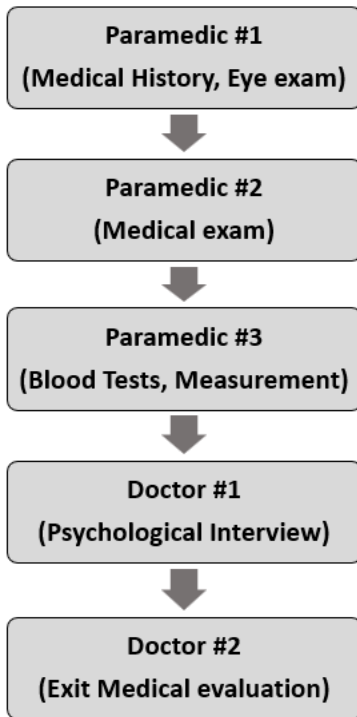 Paramedic #1
(Medical History, Eye exam)
Paramedic #2
(Medical exam)
Paramedic #3
(Blood Tests, Measurement)
Doctor #1
(Psychological Interview)
Doctor #2
(Exit Medical evaluation)